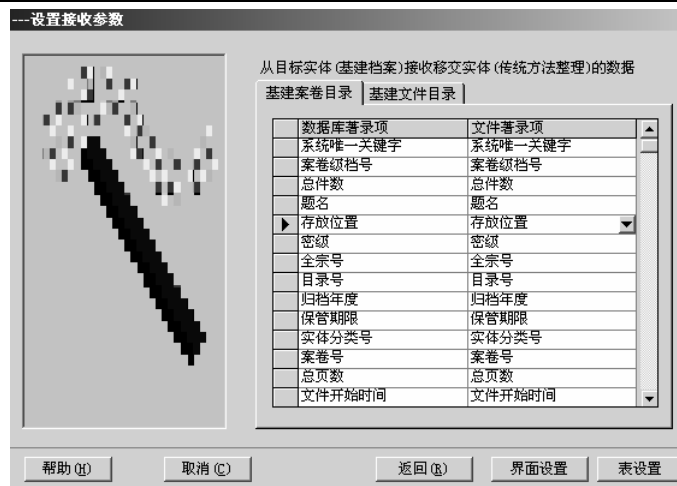 ---设置接收参数
从目标实体(基建档案)接收移交实体(传统方法整理)的数据
基建案卷目录 基建文件目录
数据库著录项 文件著录项
系统唯一关键字 系统唯一关键字
案卷级档号 案卷级档号
总件数 总件数
题名 题名
存放位置 存放位置
密级 密级
全宗号 全宗号
目录号 目录号
归档年度 归档年度
保管期限 保管期限
实体分类号 实体分类号
案卷号 案卷号
总页数 总页数
文件开始时间 文件开始时间
帮助(H) 取消(C) 返回(R) 界面设置 表设置